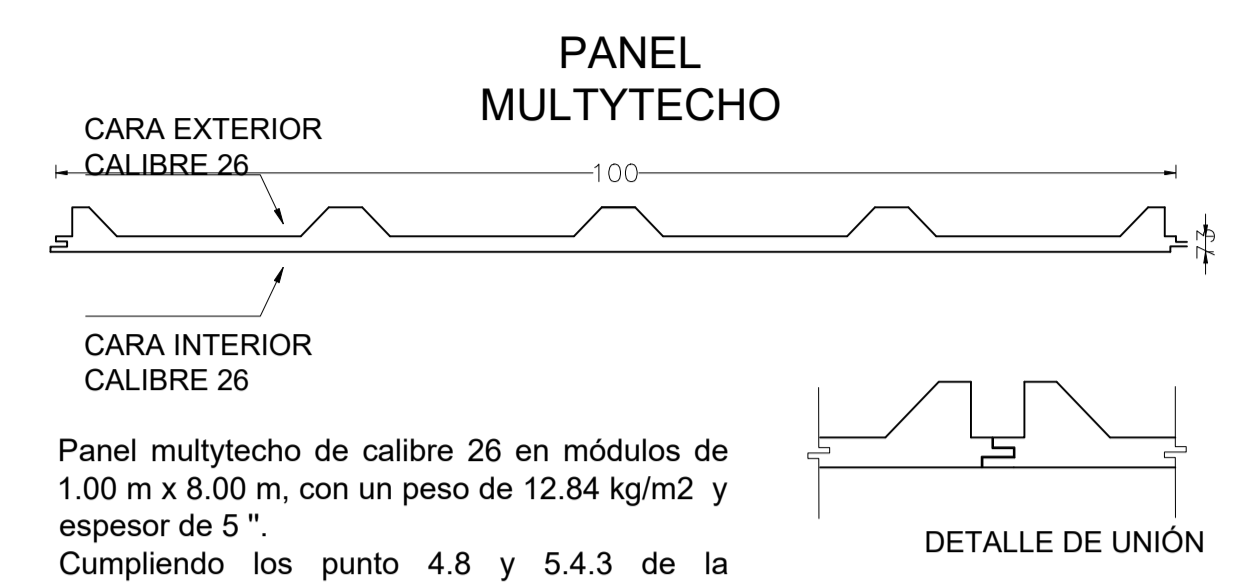 PANEL
MULTYTECHO
CARA EXTERIOR
CALIBRE 26
100
73
CARA INTERIOR
CALIBRE 26
Panel multytecho de calibre 26 en módulos de
1.00 m x 8.00 m, con un peso de 12.84 kg/m2 y
espesor de 5 ".
Cumpliendo los punto 4.8 y 5.4.3 de la
DETALLE DE UNIÓN